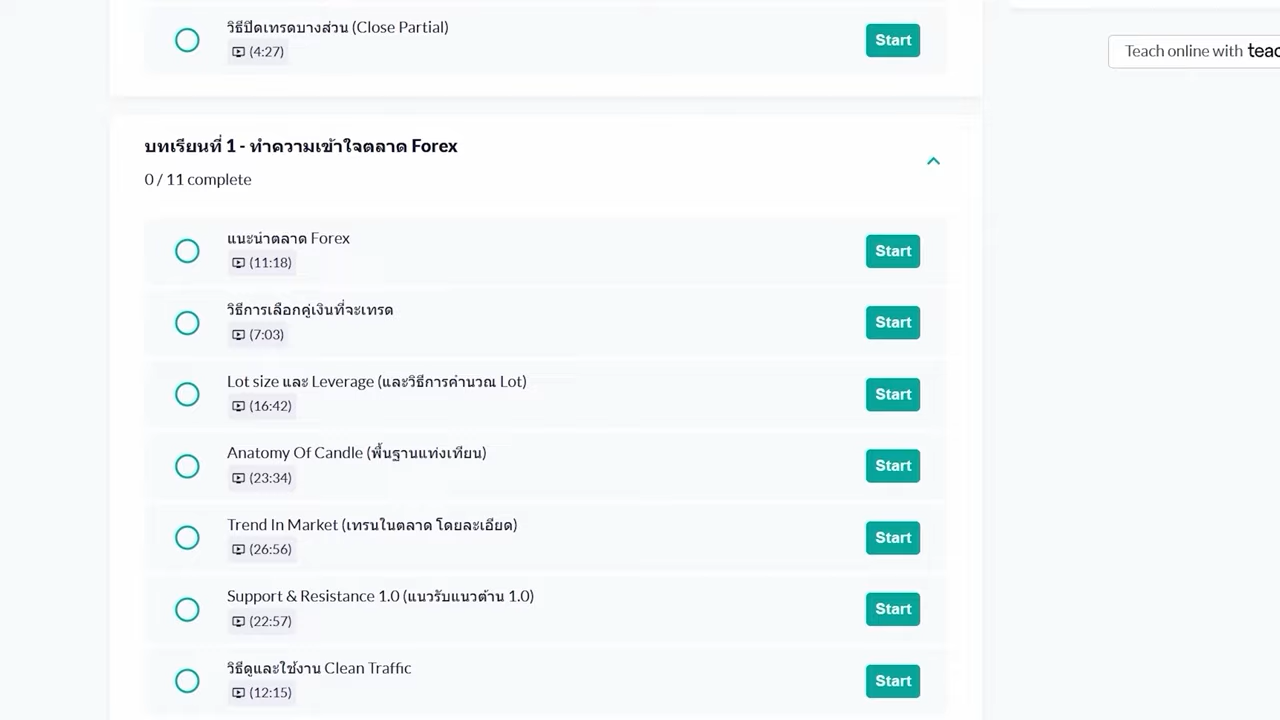 วิธีปิดเทรดบางส่วน (Close Partial)
(4:27)
Start
Teach online with teac
บทเรียนที่ 1 - ทำความเข้าใจตลาด Forex
0 / 11 complete
แนะนำตลาด Forex
(11:18)
Start
วิธีการเลือกคู่เงินที่จะเทรด
(7:03)
Start
Lot size และ Leverage (และวิธีการคำนวณ Lot)
(16:42)
Start
Anatomy Of Candle (พื้นฐานแท่งเทียน)
(23:34)
Start
Trend In Market (เทรนในตลาด โดยละเอียด)
(26:56)
Start
Support & Resistance 1.0 (แนวรับแนวต้าน 1.0)
(22:57)
Start
วิธีดูและใช้งาน Clean Traffic
(12:15)
Start